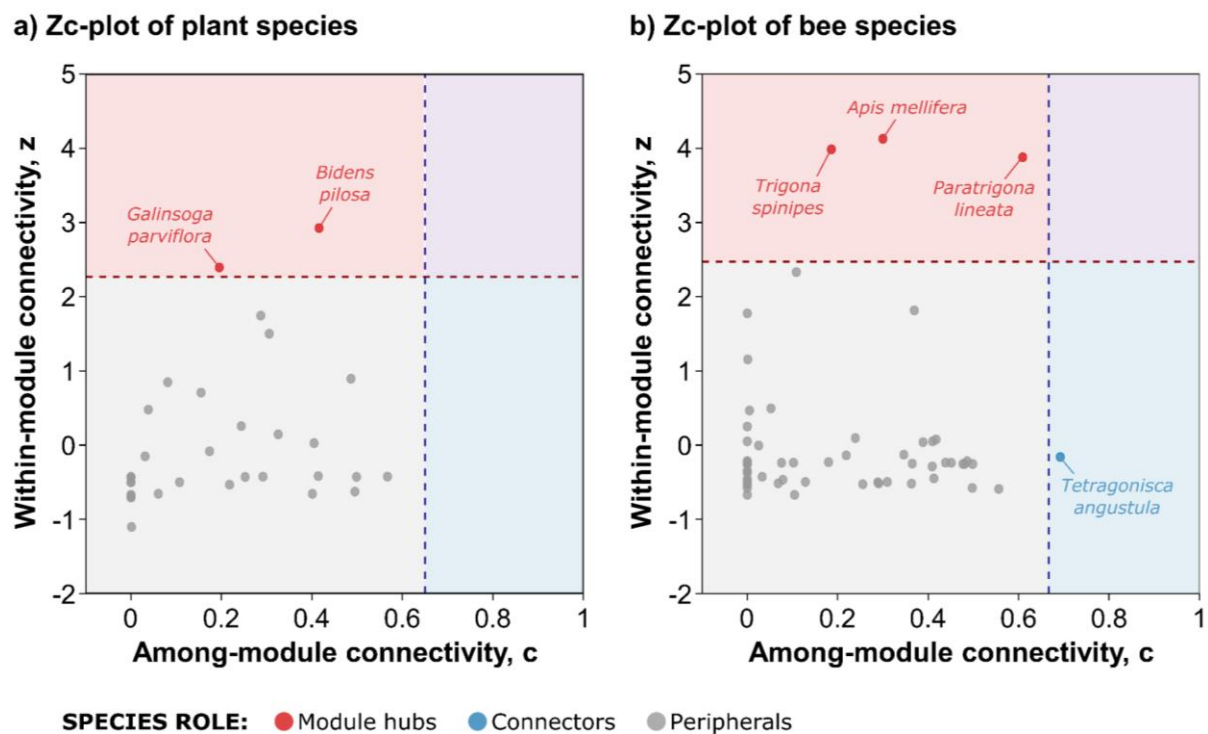 a) Zc-plot of plant species
b) Zc-plot of bee species
Within-module connectivity, z
5
4
3
2
1
0
-1
-2
Galinsoga
parviflora
Bidens
pilosa
0
0.2
0.4
0.6
0.8
1
Among-module connectivity, c
Within-module connectivity, z
5
4
3
2
1
0
-1
-2
Apis mellifera
Trigona
spinipes
Paratrigona
lineata
Tetragonisca
angustula
0
0.2
0.4
0.6
0.8
1
Among-module connectivity, c
SPECIES ROLE: Module hubs Connectors Peripherals